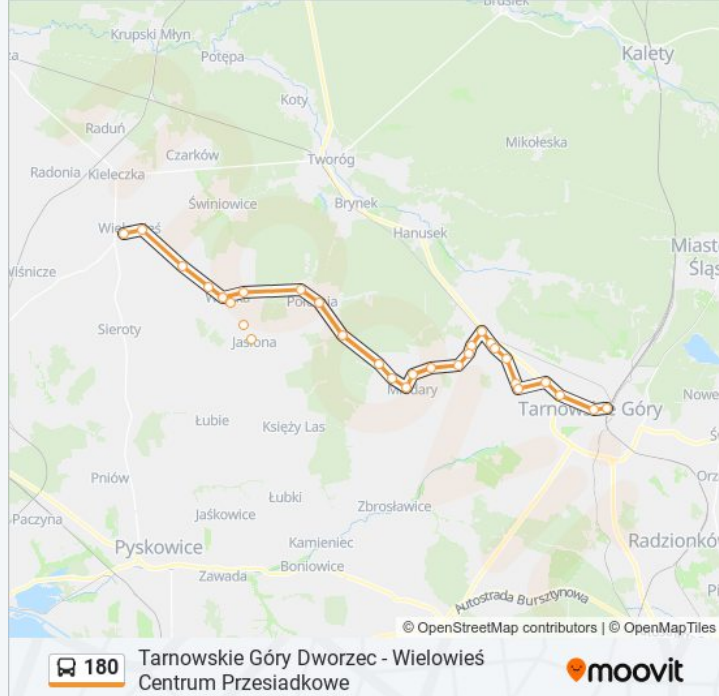 Brusiek
Krupski Młyn
Kalety
Potępa
Koty
Raduń
Mikołeska
Czarków
Tworóg
Radonia
Kieleczka
Świniowice
Brynek
Hanusek
Miast
Śląs
Wiśnicze
Sieroty
Jasiona
Nowe
Tarnowskie Góry
Łubie
Księży Las
Pniów
Łubki
Zbrosławice
Paczyna
Jaśkowice
Pyskowice
Kamieniec
Radzionków
Boniowice
Zawada
Autostrada Bursztynowa
© OpenStreetMap contributors | © OpenMapTiles
180
Tarnowskie Góry Dworzec - Wielowieś
Centrum Przesiadkowe
moovit